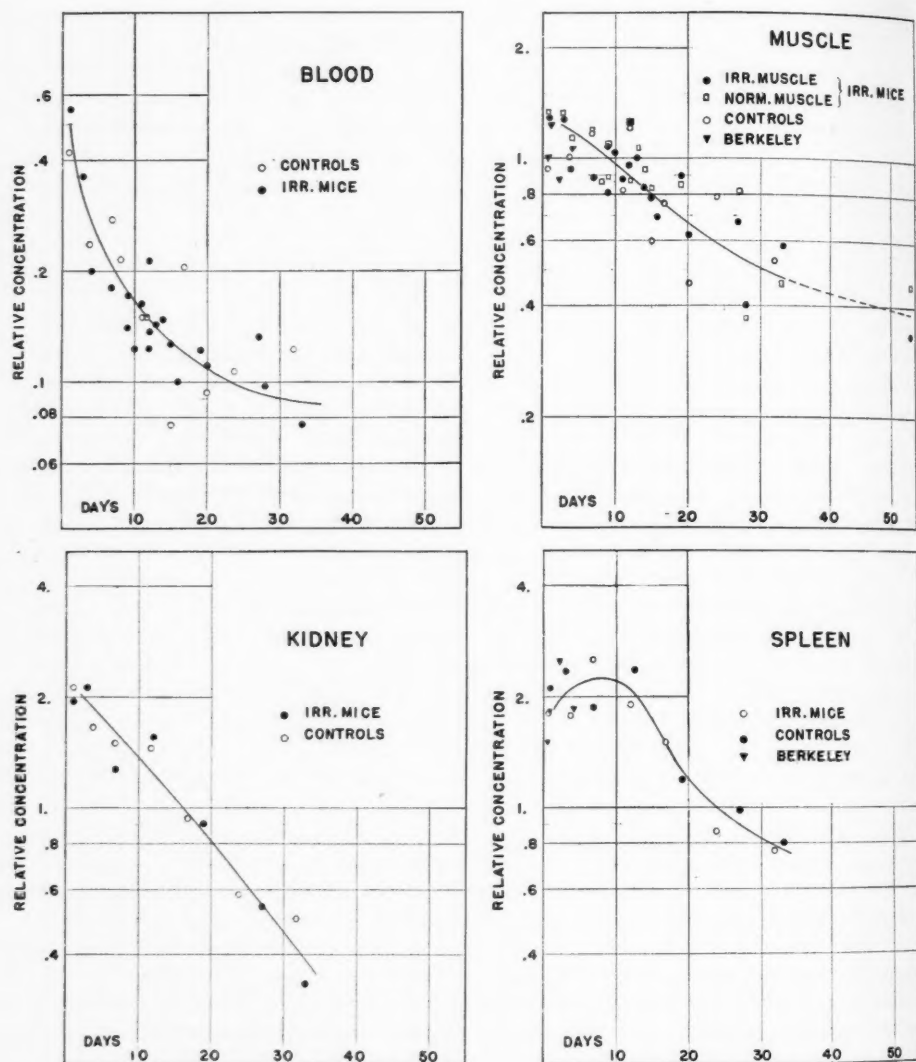 BLOOD
○ CONTROLS
● IRR. MICE
RELATIVE CONCENTRATION
.6
.4
.2
.1
.08
.06
DAYS
10 20 30 40 50
MUSCLE
● IRR. MUSCLE
□ NORM. MUSCLE } IRR. MICE
○ CONTROLS
▼ BERKELEY
RELATIVE CONCENTRATION
2.
1.
.8
.6
.4
.2
DAYS
10 20 30 40 50
KIDNEY
● IRR. MICE
○ CONTROLS
RELATIVE CONCENTRATION
4.
2.
1.
.8
.6
.4
DAYS
10 20 30 40 50
SPLEEN
○ IRR. MICE
● CONTROLS
▼ BERKELEY
RELATIVE CONCENTRATION
4.
2.
1.
.8
.6
.4
DAYS
10 20 30 40 50